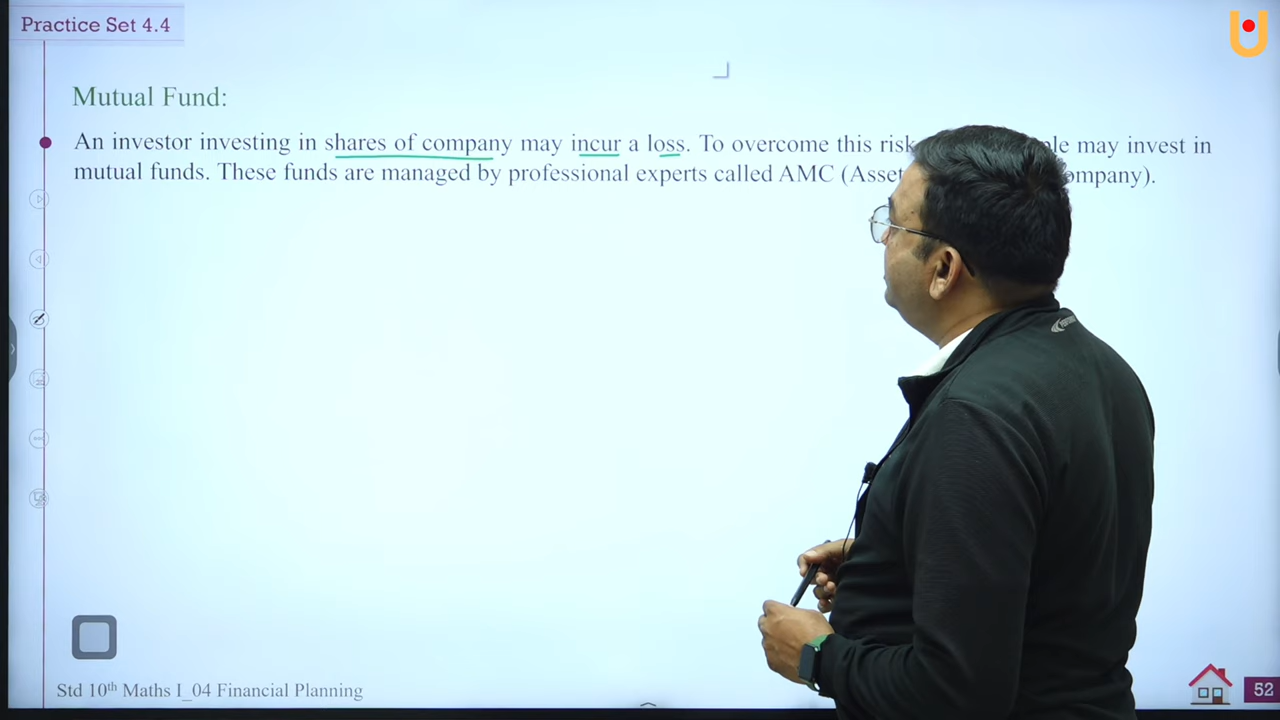 Practice Set 4.4
Mutual Fund:
An investor investing in shares of company may incur a loss. To overcome this risk may invest in
mutual funds. These funds are managed by professional experts called AMC (Asset
Std 10th Maths I_04 Financial Planning
52